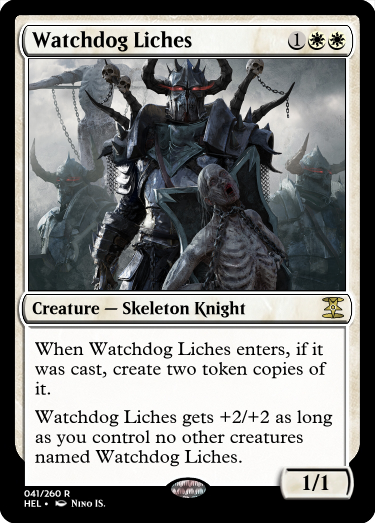 Watchdog Liches 1
Creature — Skeleton Knight
When Watchdog Liches enters, if it
was cast, create two token copies of
it.
Watchdog Liches gets +2/+2 as long
as you control no other creatures
named Watchdog Liches.
1/1
041/260 R
HEL • Nino Is.